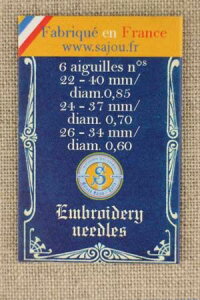 Fabriqué en France
www.sajou.fr
6 aiguilles nos
22 - 40 mm/
diam.0,85
24 - 37 mm/
diam. 0,70
26 - 34 mm/
diam. 0,60
S
Embroidery
needles